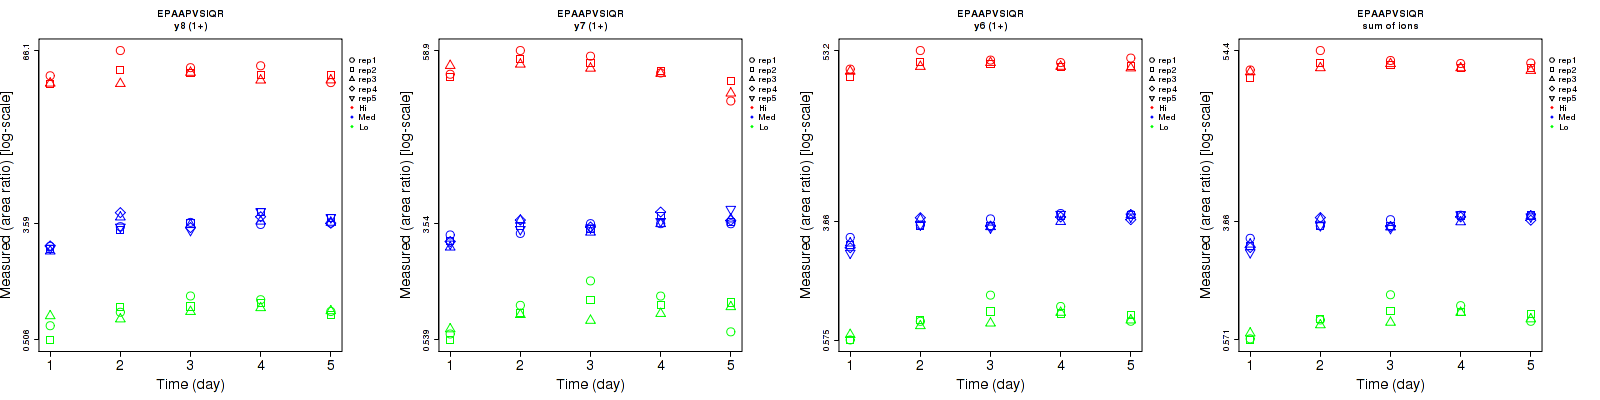 EPAAPVSIQR
y8 (1+)
Measured (area ratio) [log-scale]
66.1
3.59
0.506
1 2 3 4 5
Time (day)
rep1
rep2
rep3
rep4
rep5
Hi
Med
Lo
EPAAPVSIQR
y7 (1+)
Measured (area ratio) [log-scale]
58.9
3.54
0.539
1 2 3 4 5
Time (day)
rep1
rep2
rep3
rep4
rep5
Hi
Med
Lo
EPAAPVSIQR
y6 (1+)
Measured (area ratio) [log-scale]
53.2
3.66
0.575
1 2 3 4 5
Time (day)
rep1
rep2
rep3
rep4
rep5
Hi
Med
Lo
EPAAPVSIQR
sum of ions
Measured (area ratio) [log-scale]
54.4
3.66
0.571
1 2 3 4 5
Time (day)
rep1
rep2
rep3
rep4
rep5
Hi
Med
Lo